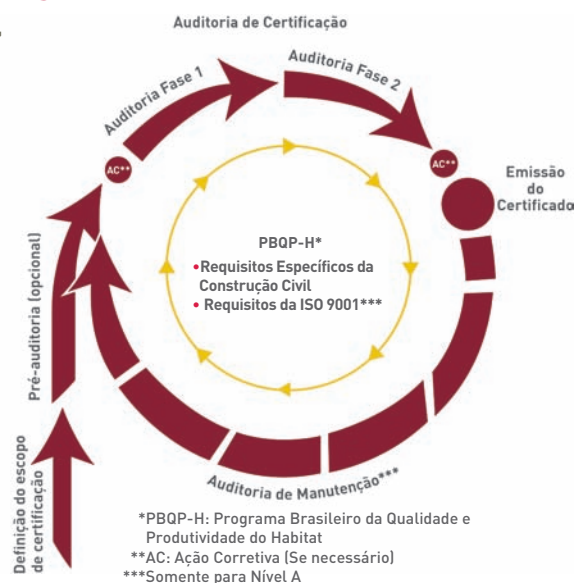 Auditoria de Certificação
Auditoria Fase 1
Auditoria Fase 2
AC**
AC**
Emissão
do
Certificado
PBQP-H*
•Requisitos Específicos da
Construção Civil
• Requisitos da ISO 9001***
Pré-auditoria (opcional)
Definição do escopo
de certificação
Auditoria de Manutenção***
*PBQP-H: Programa Brasileiro da Qualidade e
Produtividade do Habitat
**AC: Ação Corretiva (Se necessário)
***Somente para Nível A